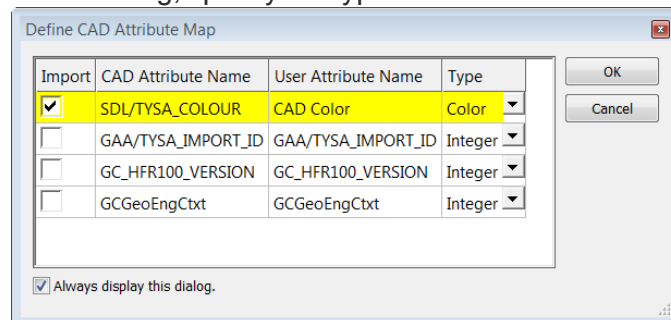 Define CAD Attribute Map
Import CAD Attribute Name User Attribute Name Type OK
SDL/TYSA_COLOUR CAD Color Color Cancel
GAA/TYSA_IMPORT_ID GAA/TYSA_IMPORT_ID Integer
GC_HFR100_VERSION GC_HFR100_VERSION Integer
GCGeoEngCtxt GCGeoEngCtxt Integer
Always display this dialog.